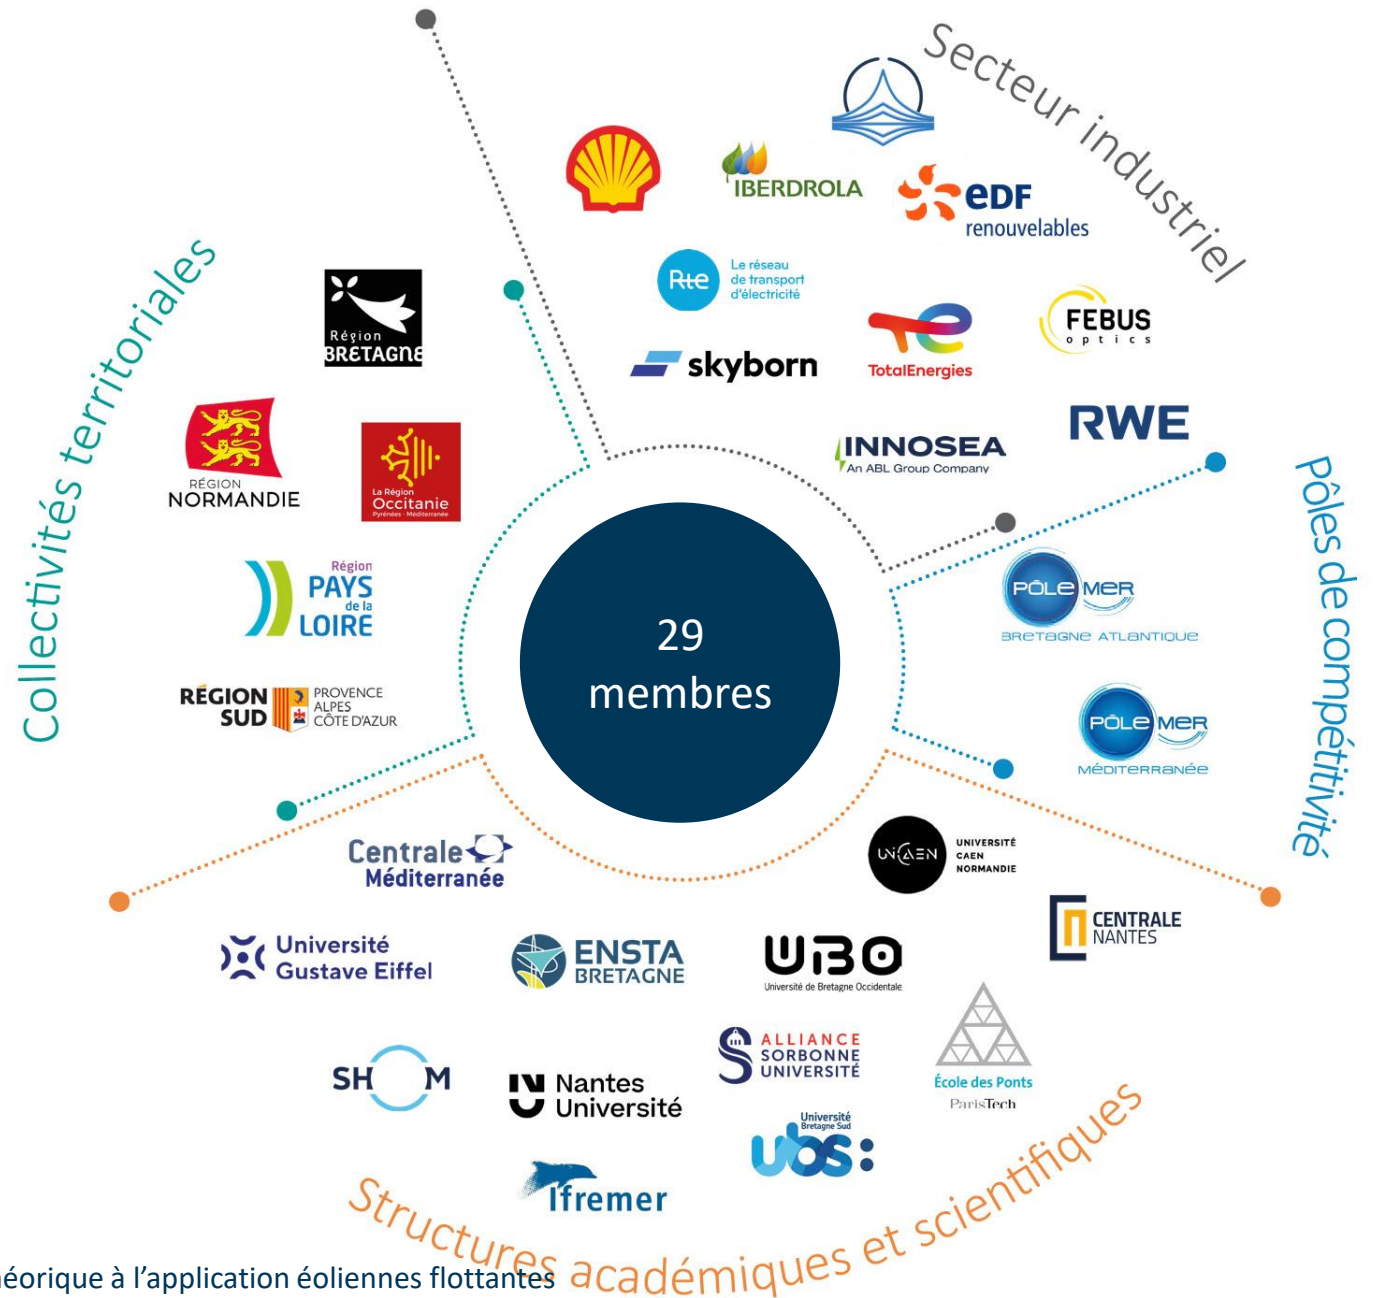 Secteur industriel
IBERDROLA
eDF
renouvelables
Rte
Le réseau
de transport
d'électricité
skyborn
TotalEnergies
FEBUS
optics
INNOSEA
An ABL Group Company
RWE
Collectivités territoriales
Région
BRETAGNE
RÉGION
NORMANDIE
La Région
Occitanie
Pyrénées - Méditerranée
Région
PAYS
de la
LOIRE
RÉGION
SUD
PROVENCE
ALPES
CÔTE D'AZUR
29
membres
Pôles de compétitivité
PÔLE MER
BRETAGNE ATLANTIQUE
PÔLE MER
MÉDITERRANÉE
Centrale
Méditerranée
UNICAEN
UNIVERSITÉ
CAEN
NORMANDIE
CENTRALE
NANTES
Université
Gustave Eiffel
ENSTA
BRETAGNE
UBO
Université de Bretagne Occidentale
SHOM
Nantes
Université
ALLIANCE
SORBONNE
UNIVERSITÉ
École des Ponts
ParisTech
Université
Bretagne Sud
ubs:
Ifremer
Structures académiques et scientifiques
héorique à l'application éoliennes flottantes